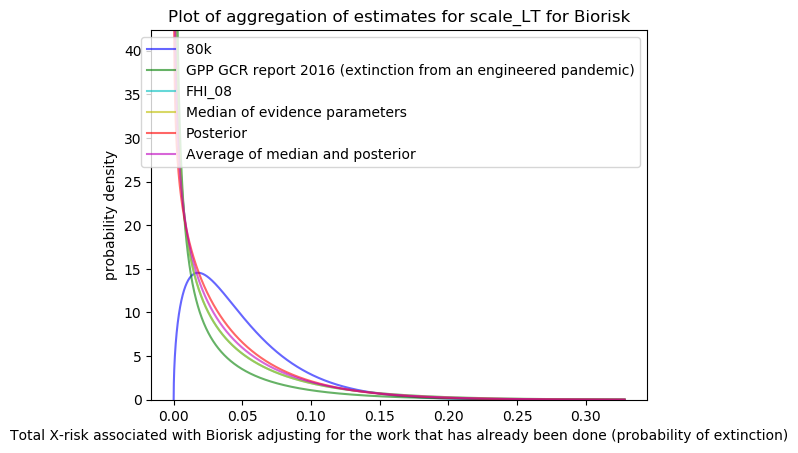 Plot of aggregation of estimates for scale_LT for Biorisk
80k
GPP GCR report 2016 (extinction from an engineered pandemic)
FHI_08
Median of evidence parameters
Posterior
Average of median and posterior
probability density
40
35
30
25
20
15
10
5
0
0.00 0.05 0.10 0.15 0.20 0.25 0.30
Total X-risk associated with Biorisk adjusting for the work that has already been done (probability of extinction)